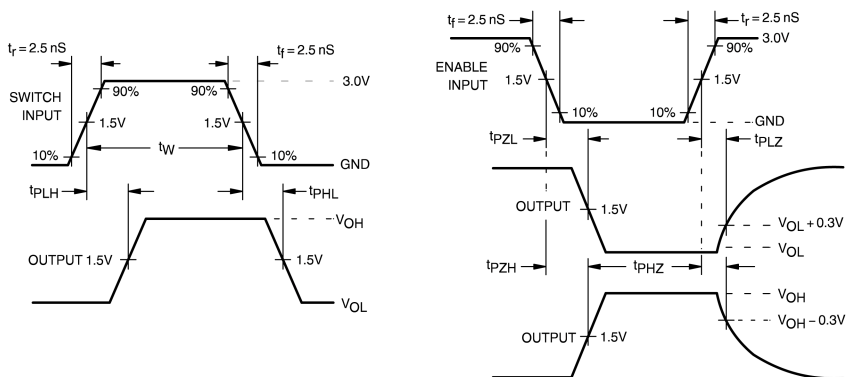 tr = 2.5 nS
tf = 2.5 nS
3.0V
90%
90%
SWITCH
INPUT
1.5V
1.5V
10%
tW
10%
GND
tPLH
tPHL
VOH
OUTPUT 1.5V
1.5V
VOL
tf = 2.5 nS
tr = 2.5 nS
3.0V
90%
90%
ENABLE
INPUT
1.5V
1.5V
10%
10%
GND
tPZL
tPLZ
OUTPUT
1.5V
VOL + 0.3V
VOL
tPZH
tPHZ
VOH
VOH – 0.3V
OUTPUT
1.5V